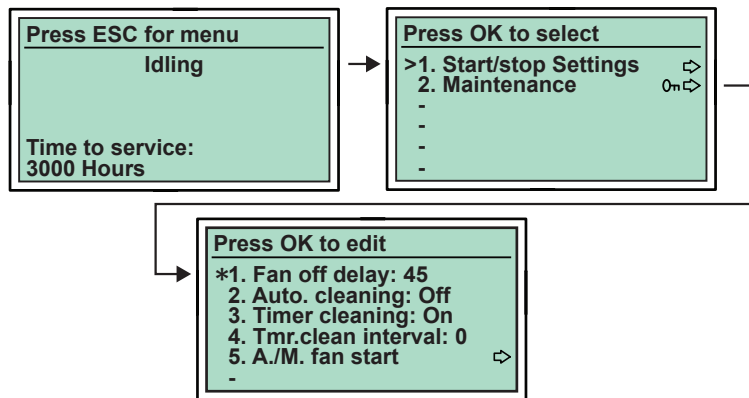 Press ESC for menu
Idling
Time to service:
3000 Hours
Press OK to select
>1. Start/stop Settings
2. Maintenance
-
-
-
-
Press OK to edit
*1. Fan off delay: 45
2. Auto. cleaning: Off
3. Timer cleaning: On
4. Tmr.clean interval: 0
5. A./M. fan start
-